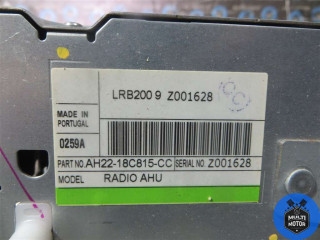 LRB200 9 Z001628
CC
MADE IN
PORTUGAL
0259A
PART NO. AH22-18C815-CC SERIAL NO. Z001628
MODEL RADIO AHU
MULTI
MOTOR